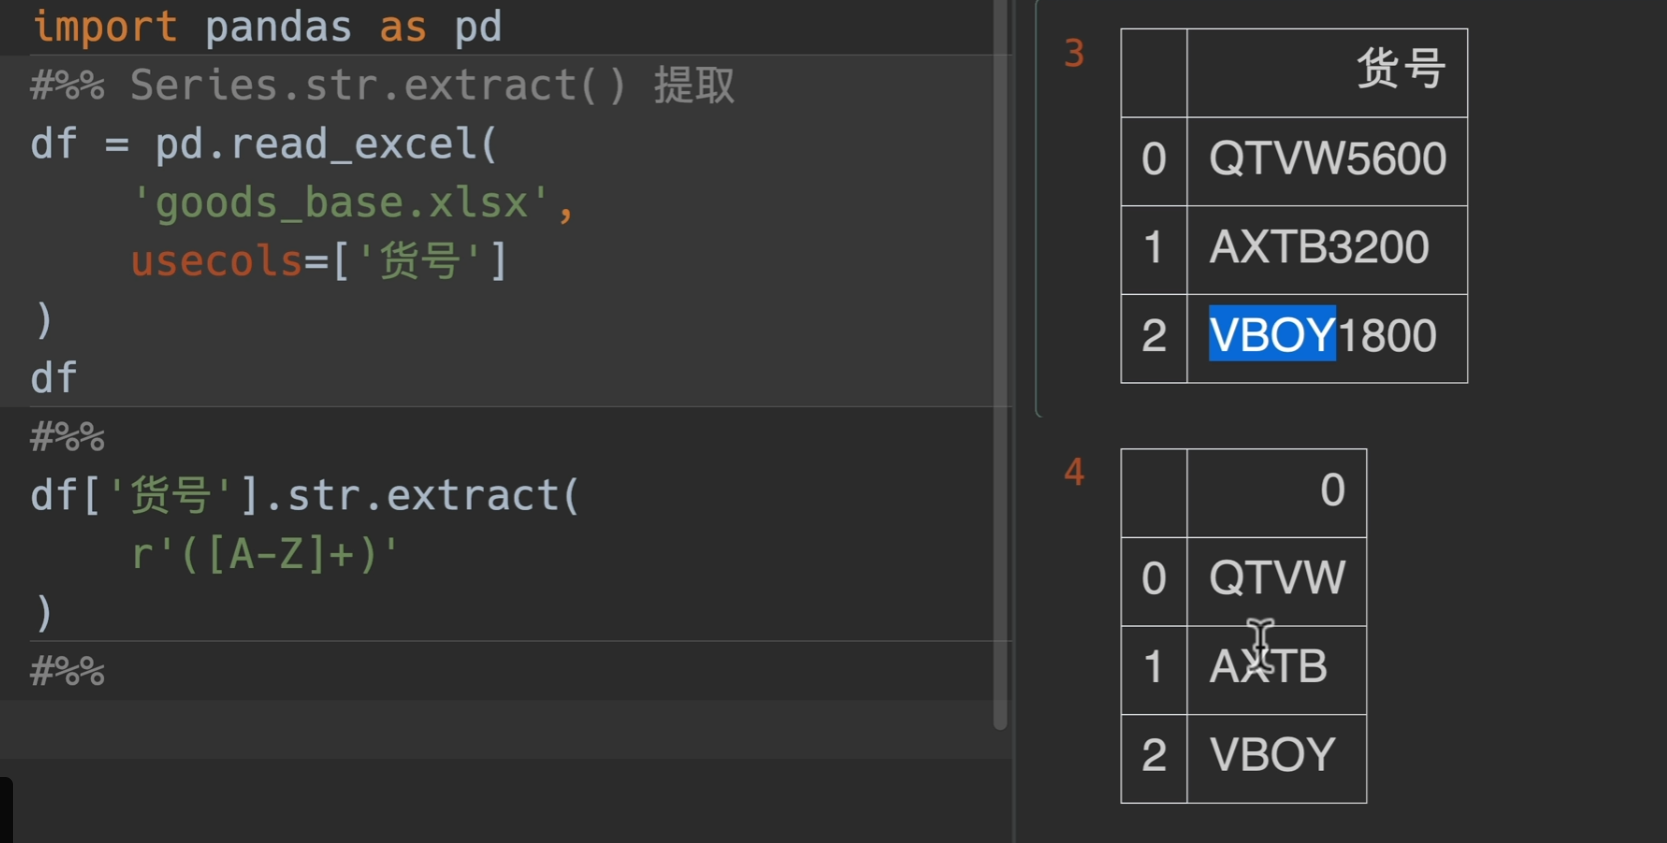 import pandas as pd
#%% Series.str.extract() 提取
df = pd.read_excel(
    'goods_base.xlsx',
    usecols=['货号']
)
df
#%%
df['货号'].str.extract(
    r'([A-Z]+)'
)
#%%
3
货号
0 QTVW5600
1 AXTB3200
2 VBOY1800
4
0
0 QTVW
1 AXTB
2 VBOY